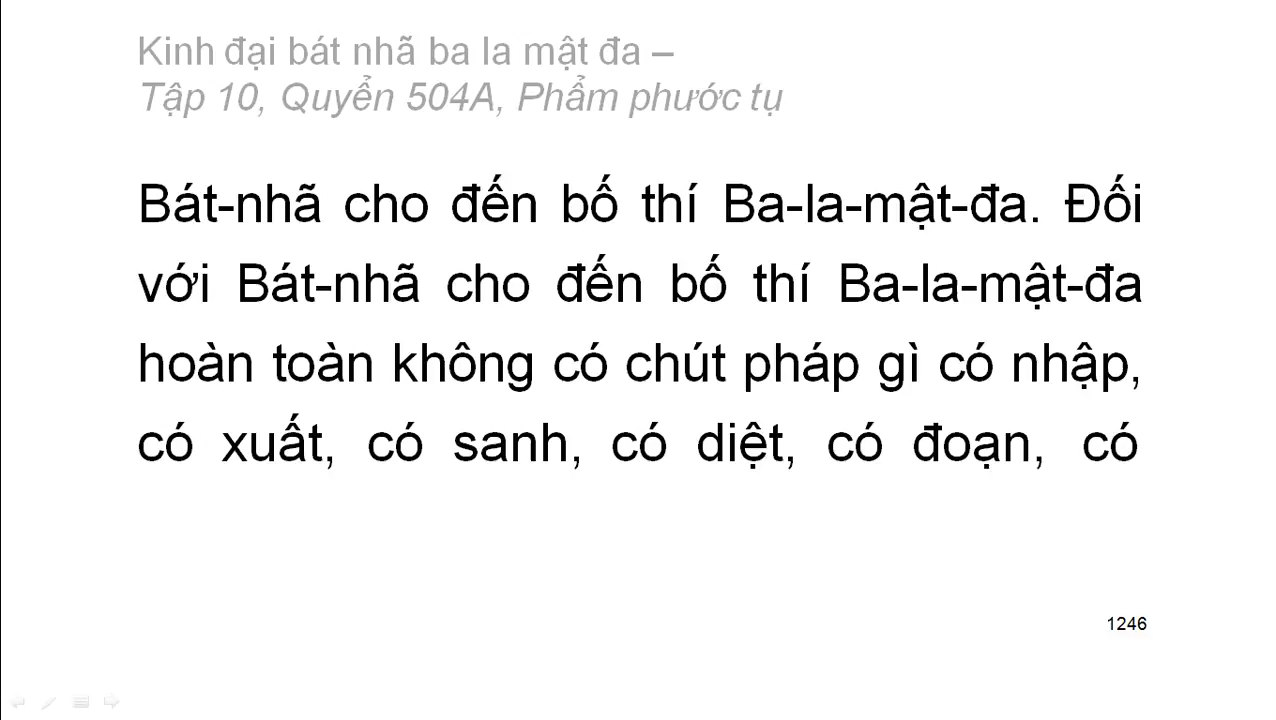 Kinh đại bát nhã ba la mật đa –
Tập 10, Quyển 504A, Phẩm phước tụ
Bát-nhã cho đến bố thí Ba-la-mật-đa. Đối
với Bát-nhã cho đến bố thí Ba-la-mật-đa
hoàn toàn không có chút pháp gì có nhập,
có xuất, có sanh, có diệt, có đoạn, có
1246